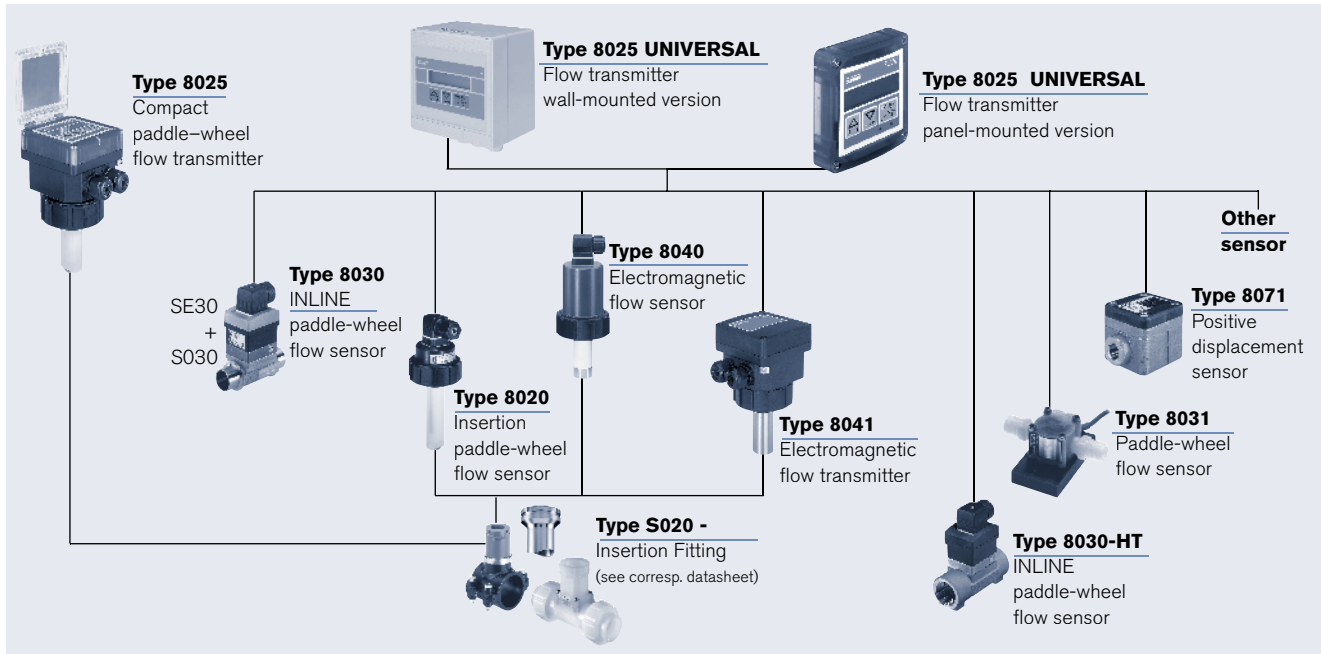 Type 8025
Compact
paddle–wheel
flow transmitter
Type 8025 UNIVERSAL
Flow transmitter
wall-mounted version
Type 8025 UNIVERSAL
Flow transmitter
panel-mounted version
SE30
+
S030
Type 8030
INLINE
paddle-wheel
flow sensor
Type 8020
Insertion
paddle-wheel
flow sensor
Type 8040
Electromagnetic
flow sensor
Type 8041
Electromagnetic
flow transmitter
Other
sensor
Type 8071
Positive
displacement
sensor
Type 8031
Paddle-wheel
flow sensor
Type 8030-HT
INLINE
paddle-wheel
flow sensor
Type S020 -
Insertion Fitting
(see corresp. datasheet)